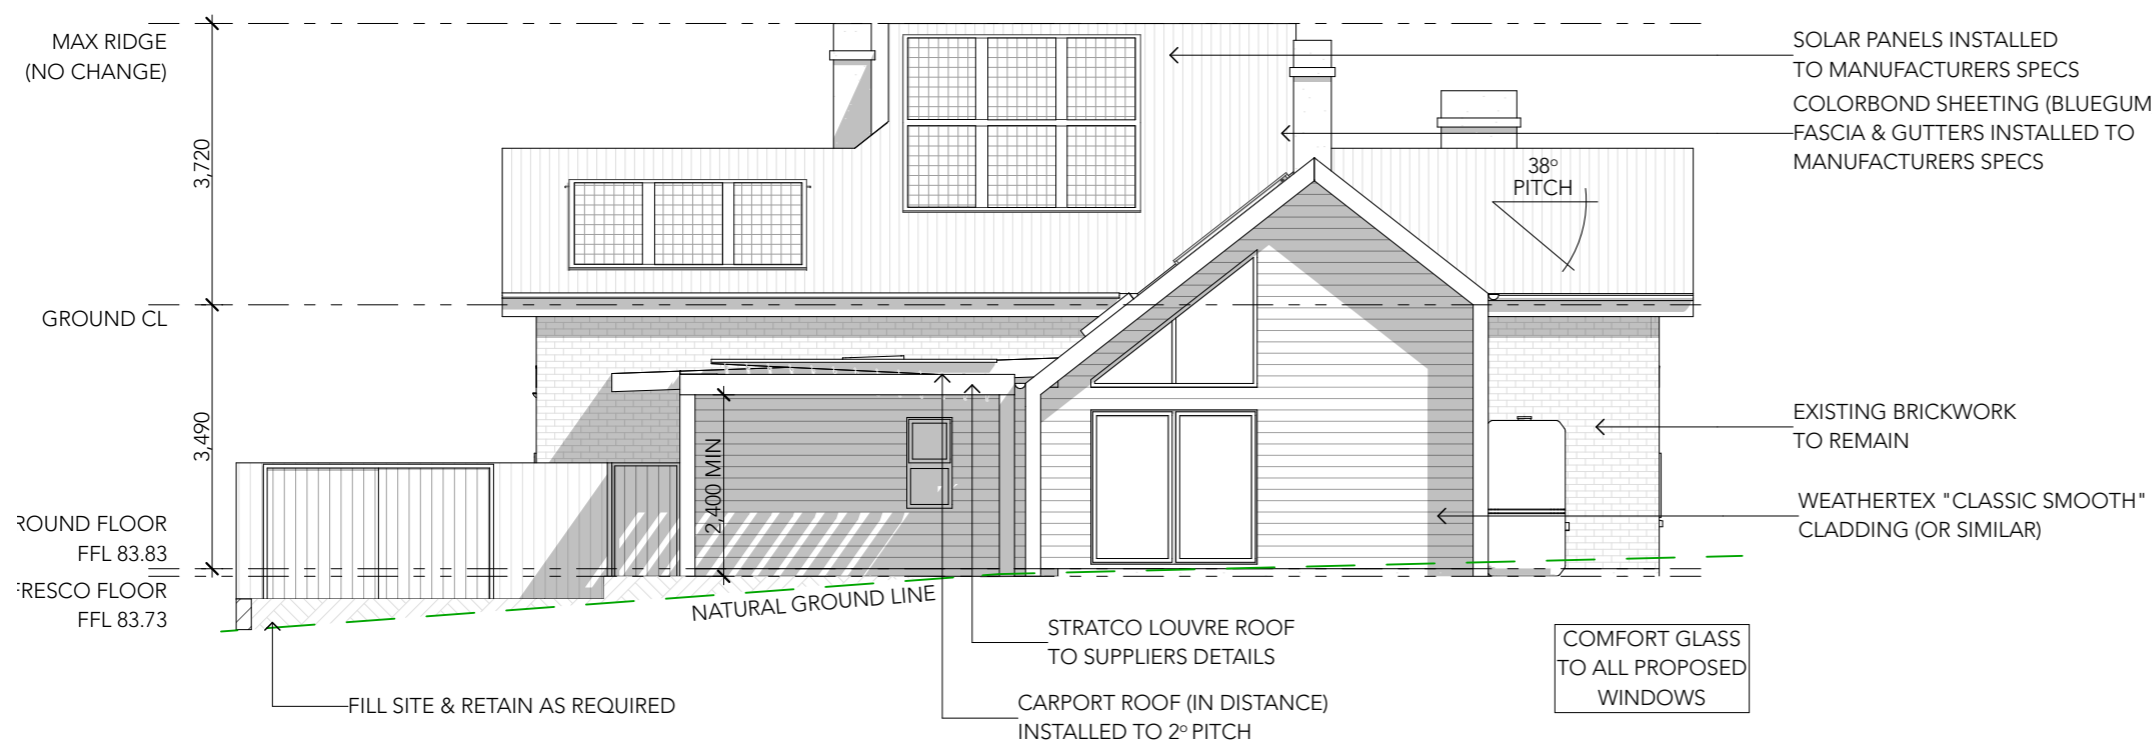 MAX RIDGE
(NO CHANGE)
3,720
GROUND CL
3,490
ROUND FLOOR
FFL 83.83
FRESCO FLOOR
FFL 83.73
2,400 MIN
NATURAL GROUND LINE
FILL SITE & RETAIN AS REQUIRED
STRATCO LOUVRE ROOF
TO SUPPLIERS DETAILS
CARPORT ROOF (IN DISTANCE)
INSTALLED TO 2° PITCH
38°
PITCH
SOLAR PANELS INSTALLED
TO MANUFACTURERS SPECS
COLORBOND SHEETING (BLUEGUM
FASCIA & GUTTERS INSTALLED TO
MANUFACTURERS SPECS
EXISTING BRICKWORK
TO REMAIN
WEATHERTEX "CLASSIC SMOOTH"
CLADDING (OR SIMILAR)
COMFORT GLASS
TO ALL PROPOSED
WINDOWS